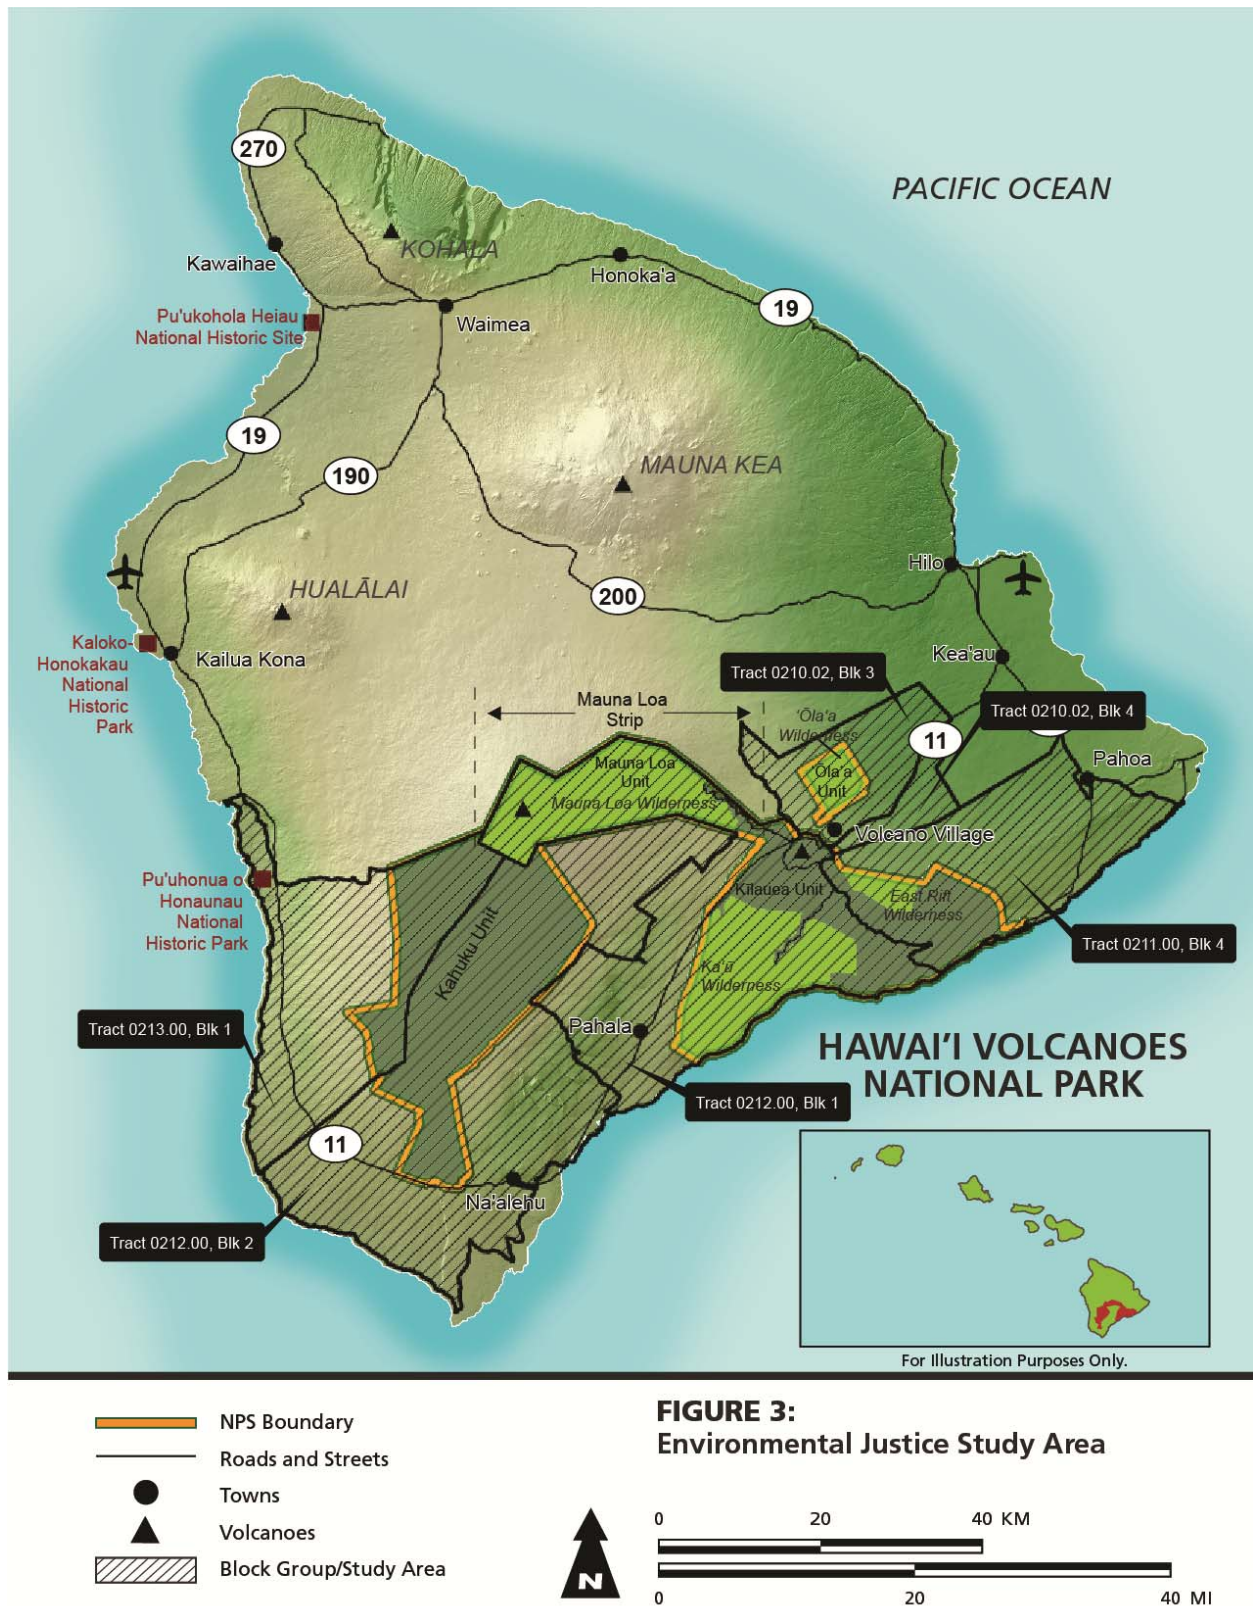 PACIFIC OCEAN
270
KOHALA
Kawaihae
Honoka'a
Pu'ukohola Heiau
National Historic Site
Waimea
19
19
190
MAUNA KEA
Hilo
HUALĀLAI
200
Kaloko-
Honokakau
National
Historic
Park
Kailua Kona
Kea'au
Tract 0210.02, Blk 3
Mauna Loa
Strip
Tract 0210.02, Blk 4
'Ōla'a
Wilderness
11
Pahoa
Mauna Loa
Unit
Mauna Loa Wilderness
Ōla'a
Unit
Volcano Village
Pu'uhonua o
Honaunau
National
Historic Park
Kīlauea Unit
East Rift
Wilderness
Kahuku Unit
Tract 0211.00, Blk 4
Ka'ū
Wilderness
Tract 0213.00, Blk 1
Pahala
HAWAI'I VOLCANOES
NATIONAL PARK
Tract 0212.00, Blk 1
11
Na'alehu
Tract 0212.00, Blk 2
For Illustration Purposes Only.
NPS Boundary
Roads and Streets
Towns
Volcanoes
Block Group/Study Area
FIGURE 3:
Environmental Justice Study Area
N
0 20 40 KM
0 20 40 MI